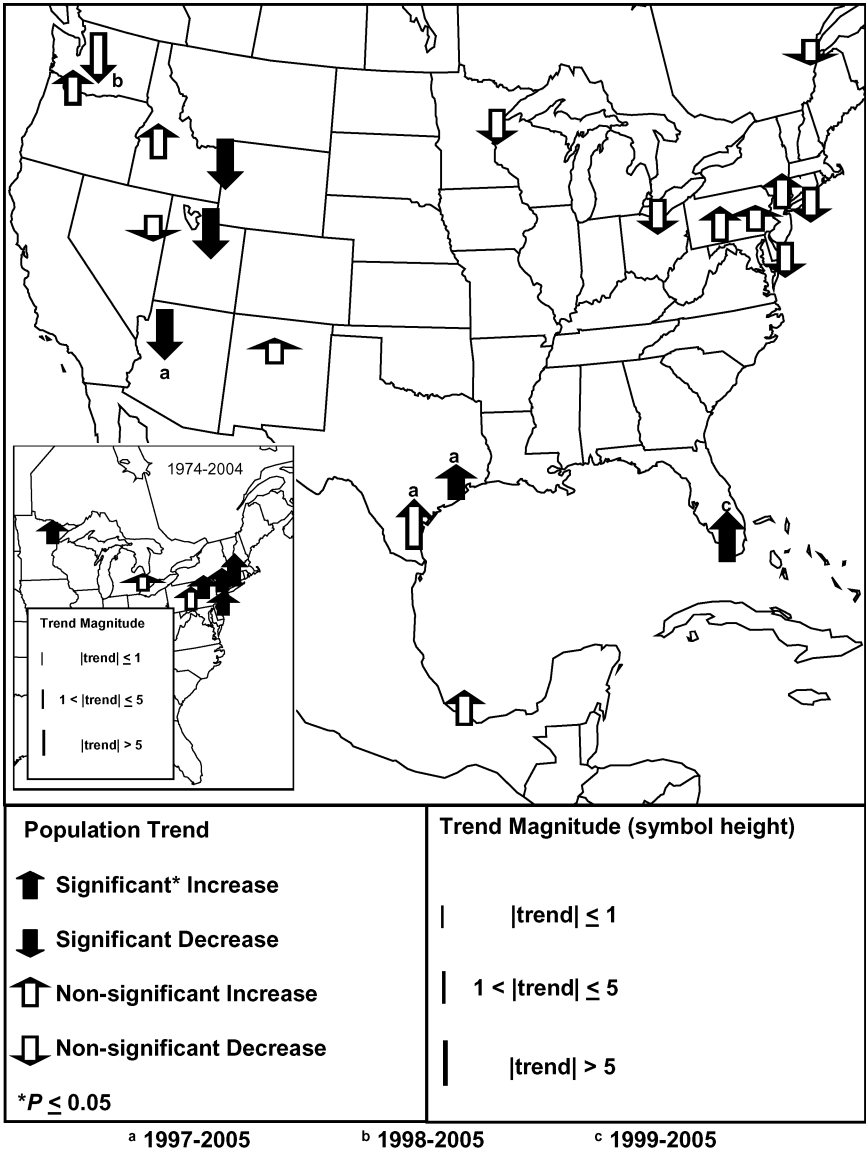 b
a
a
a
c
1974-2004
Trend Magnitude
|trend| ≤ 1
1 < |trend| ≤ 5
|trend| > 5
Population Trend
Significant* Increase
Significant Decrease
Non-significant Increase
Non-significant Decrease
*P ≤ 0.05
Trend Magnitude (symbol height)
|trend| ≤ 1
1 < |trend| ≤ 5
|trend| > 5
a 1997-2005 b 1998-2005 c 1999-2005